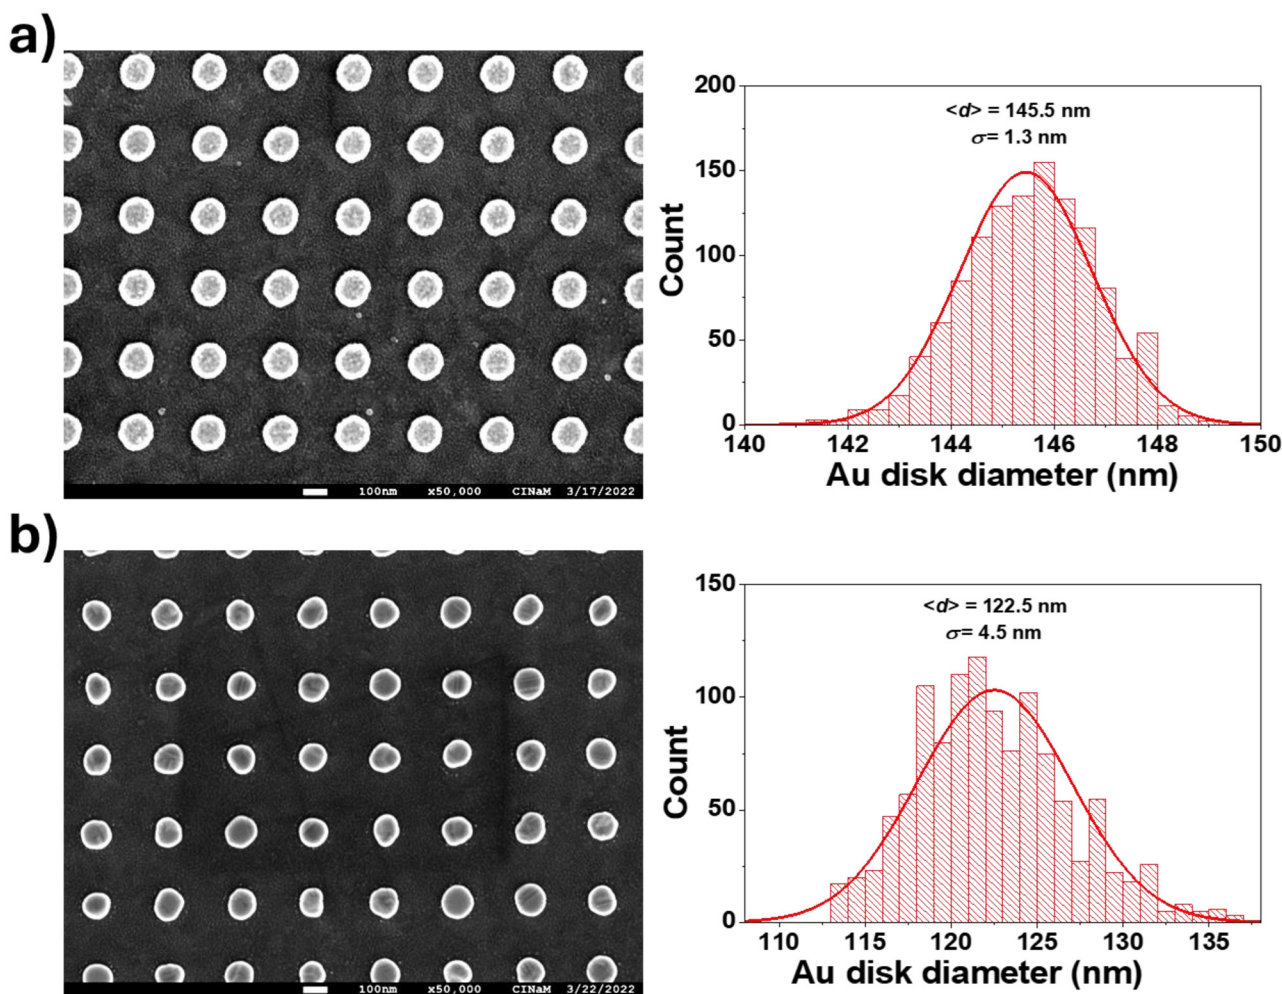 a)
<d> = 145.5 nm
σ= 1.3 nm
200
150
100
50
0
Count
140 142 144 146 148 150
Au disk diameter (nm)
100nm x50,000 CINaM 3/17/2022
b)
<d> = 122.5 nm
σ= 4.5 nm
150
100
50
0
Count
110 115 120 125 130 135
Au disk diameter (nm)
100nm x50,000 CINaM 3/22/2022